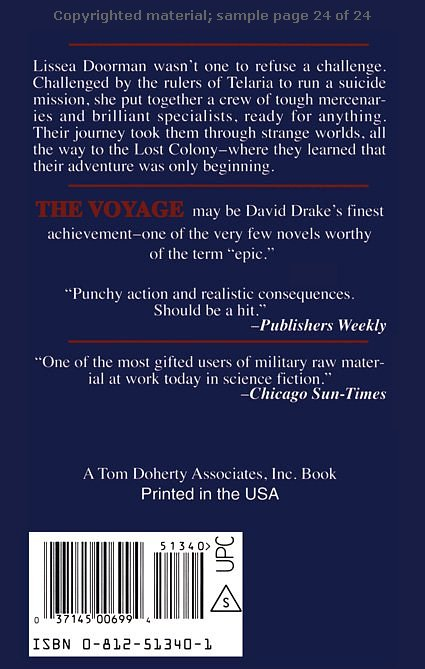 Copyrighted material; sample page 24 of 24
Lissea Doorman wasn't one to refuse a challenge.
Challenged by the rulers of Telaria to run a suicide
mission, she put together a crew of tough mercenar-
ies and brilliant specialists, ready for anything.
Their journey took them through strange worlds, all
the way to the Lost Colony–where they learned that
their adventure was only beginning.
THE VOYAGE may be David Drake's finest
achievement–one of the very few novels worthy
of the term “epic.”
“Punchy action and realistic consequences.
Should be a hit.”
–Publishers Weekly
“One of the most gifted users of military raw mater-
ial at work today in science fiction.”
–Chicago Sun-Times
A Tom Doherty Associates, Inc. Book
Printed in the USA
51340>
UPC
S
0 37145 00699 4
ISBN 0-812-51340-1